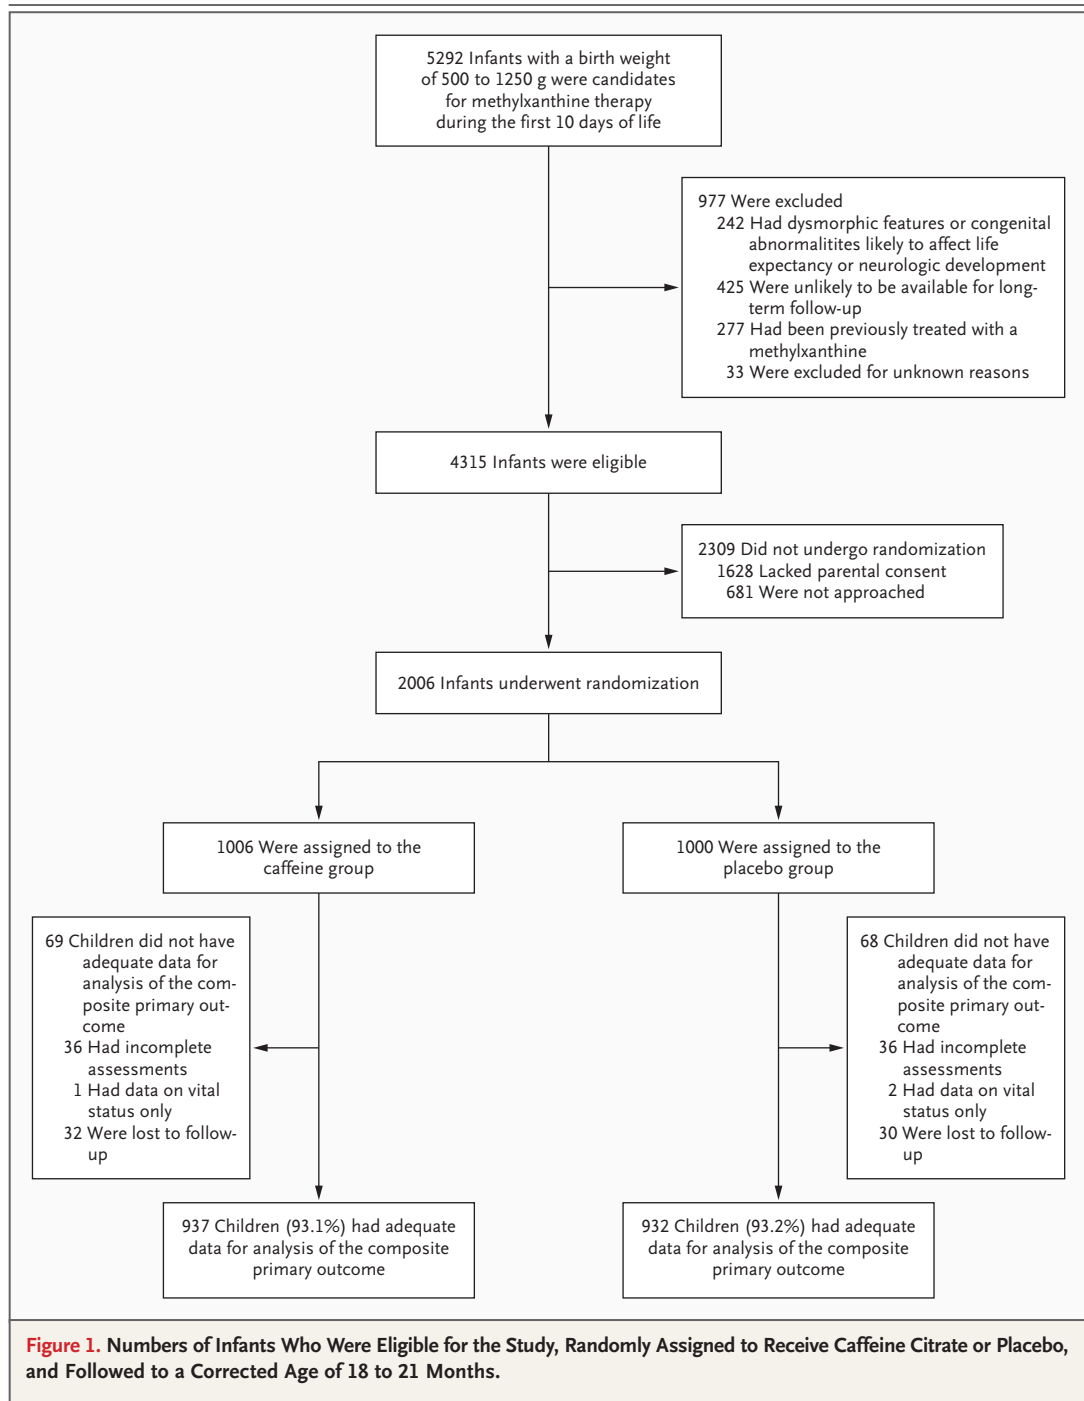 5292 Infants with a birth weight
of 500 to 1250 g were candidates
for methylxanthine therapy
during the first 10 days of life
977 Were excluded
242 Had dysmorphic features or congenital
abnormalitites likely to affect life
expectancy or neurologic development
425 Were unlikely to be available for long-
term follow-up
277 Had been previously treated with a
methylxanthine
33 Were excluded for unknown reasons
4315 Infants were eligible
2309 Did not undergo randomization
1628 Lacked parental consent
681 Were not approached
2006 Infants underwent randomization
1006 Were assigned to the
caffeine group
1000 Were assigned to the
placebo group
69 Children did not have
adequate data for
analysis of the com-
posite primary out-
come
36 Had incomplete
assessments
1 Had data on vital
status only
32 Were lost to follow-
up
68 Children did not have
adequate data for
analysis of the com-
posite primary out-
come
36 Had incomplete
assessments
2 Had data on vital
status only
30 Were lost to follow-
up
937 Children (93.1%) had adequate
data for analysis of the composite
primary outcome
932 Children (93.2%) had adequate
data for analysis of the composite
primary outcome
Figure 1. Numbers of Infants Who Were Eligible for the Study, Randomly Assigned to Receive Caffeine Citrate or Placebo,
and Followed to a Corrected Age of 18 to 21 Months.